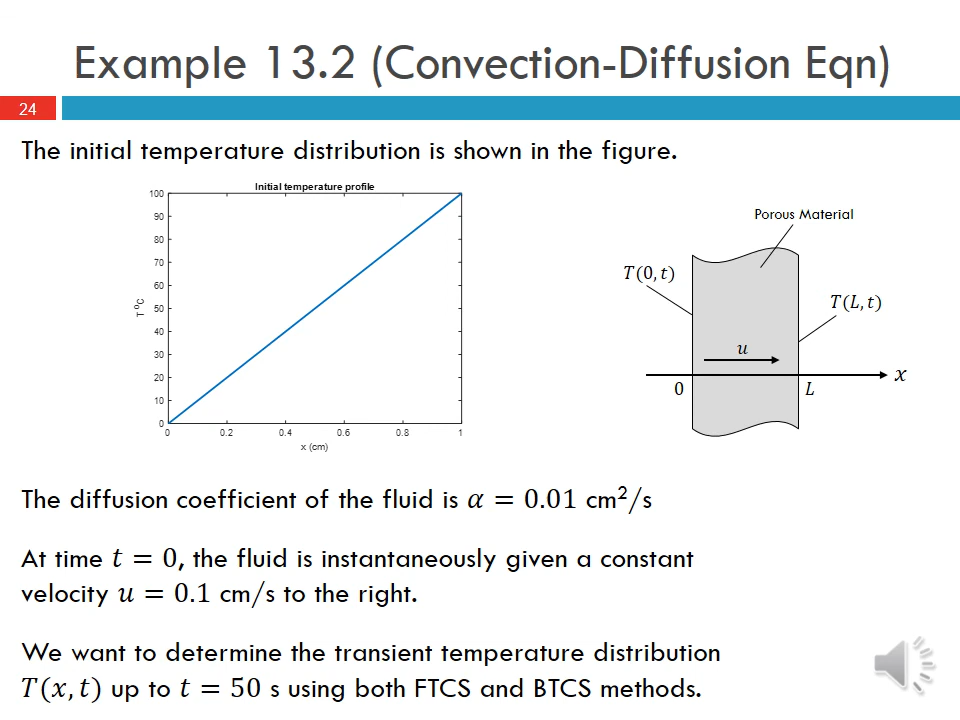 Example 13.2 (Convection-Diffusion Eqn)
24
The initial temperature distribution is shown in the figure.
Initial temperature profile
100
90
80
70
60
50
40
30
20
10
0
T °C
0 0.2 0.4 0.6 0.8 1
x (cm)
Porous Material
T(0, t)
T(L, t)
u
x
0
L
The diffusion coefficient of the fluid is α = 0.01 cm²/s
At time t = 0, the fluid is instantaneously given a constant
velocity u = 0.1 cm/s to the right.
We want to determine the transient temperature distribution
T(x, t) up to t = 50 s using both FTCS and BTCS methods.